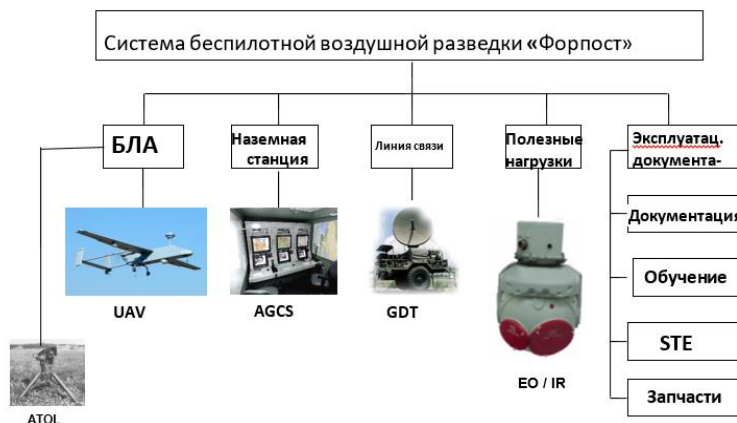 Система беспилотной воздушной разведки «Форпост»
БЛА
Наземная
станция
Линия связи
Полезные
нагрузки
Эксплуатац.
документа-
Документация
Обучение
STE
Запчасти
UAV
AGCS
GDT
EO / IR
ATOL